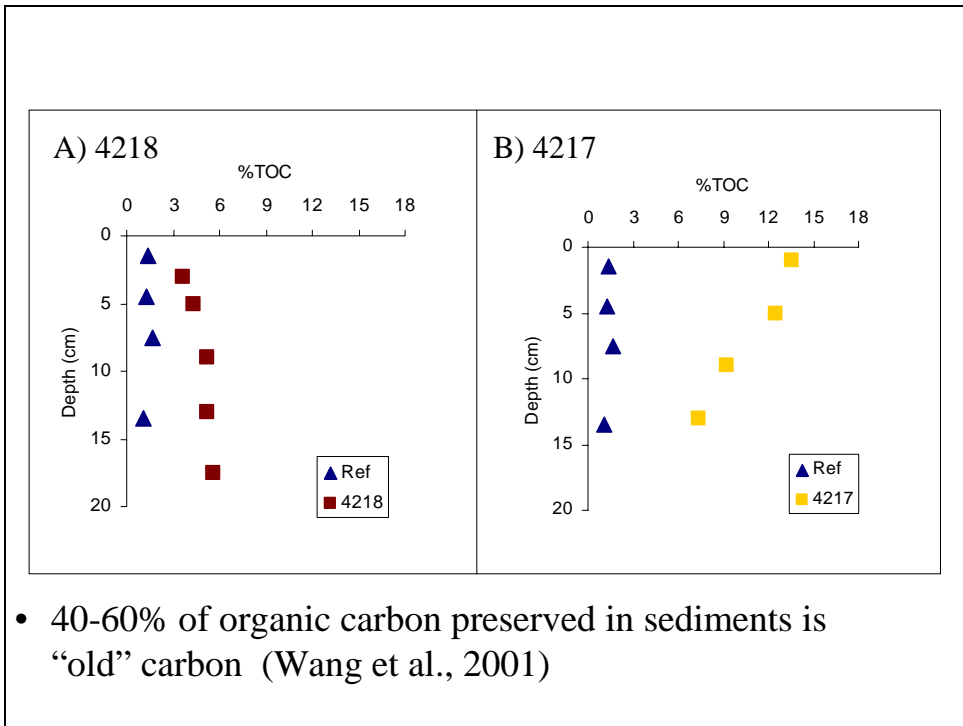 A) 4218
%TOC
0 3 6 9 12 15 18
0
5
10
15
20
Depth (cm)
Ref
4218
B) 4217
%TOC
0 3 6 9 12 15 18
0
5
10
15
20
Depth (cm)
Ref
4217
• 40-60% of organic carbon preserved in sediments is
“old” carbon (Wang et al., 2001)